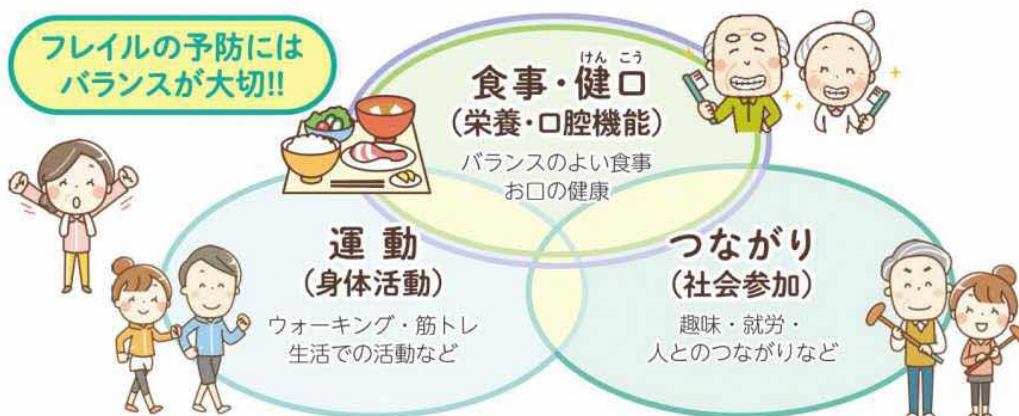 フレイルの予防には
バランスが大切!!
けん こう
食事・健口
(栄養・口腔機能)
バランスのよい食事
お口の健康
運 動
(身体活動)
ウォーキング・筋トレ
生活での活動など
つながり
(社会参加)
趣味・就労・
人とのつながりなど